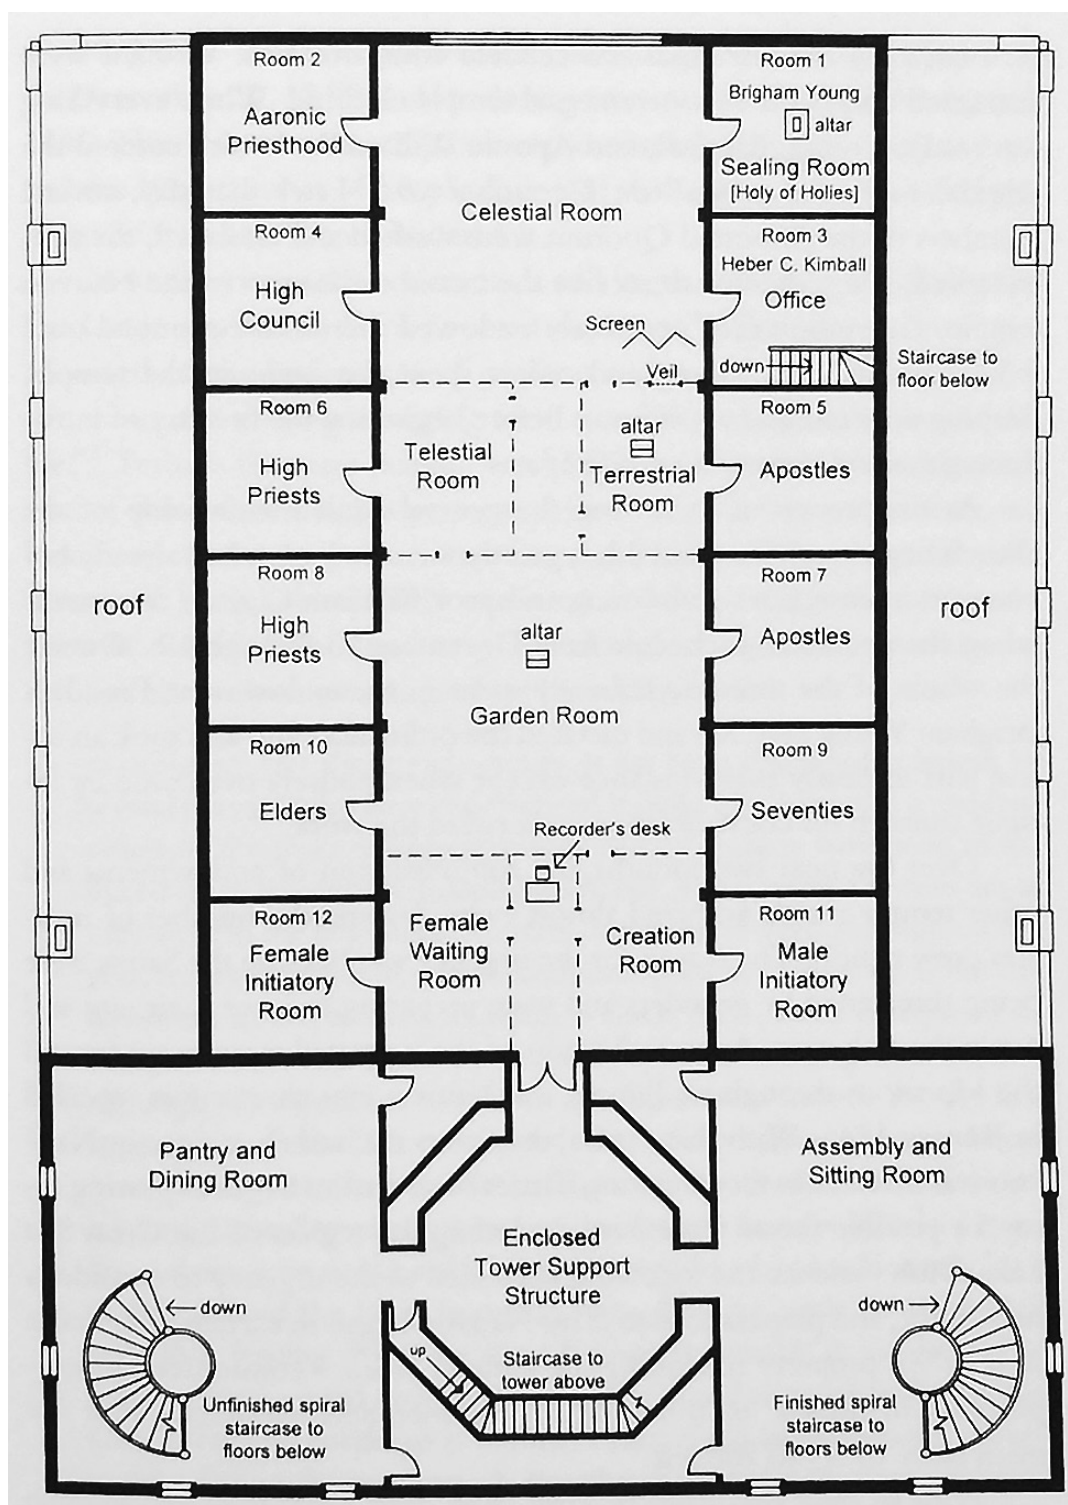 Room 2
Aaronic
Priesthood
Room 1
Brigham Young
altar
Sealing Room
[Holy of Holies]
Celestial Room
Room 4
High
Council
Room 3
Heber C. Kimball
Office
Screen
Veil
down
Staircase to
floor below
Room 6
High
Priests
Telestial
Room
altar
Terrestrial
Room
Room 5
Apostles
Room 8
High
Priests
roof
altar
Garden Room
Room 7
Apostles
roof
Room 10
Elders
Room 9
Seventies
Recorder's desk
Room 12
Female
Initiatory
Room
Female
Waiting
Room
Creation
Room
Room 11
Male
Initiatory
Room
Pantry and
Dining Room
Assembly and
Sitting Room
Enclosed
Tower Support
Structure
down
down
up
Staircase to
tower above
Unfinished spiral
staircase to
floors below
Finished spiral
staircase to
floors below